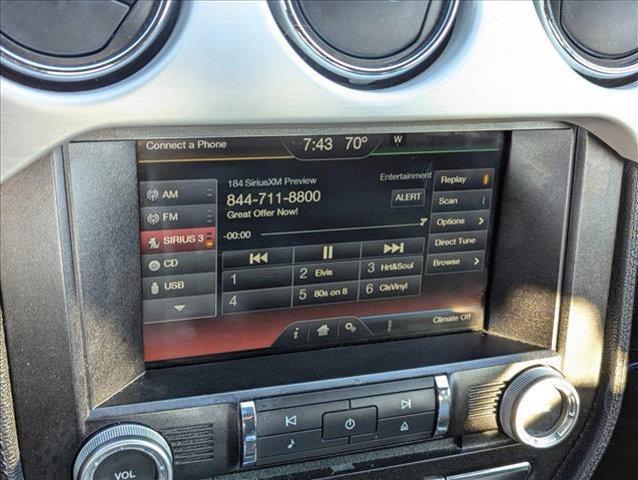 Connect a Phone 7:43 70° W
184 SiriusXM Preview Entertainment
844-711-8800 ALERT
Great Offer Now!
-00:00
AM
FM
SIRIUS 3
CD
USB
Replay
Scan
Options
Direct Tune
Browse
1 2 Elvis 3 Hrt&Soul
4 5 80s on 8 6 ClsVinyl
Climate Off
VOL